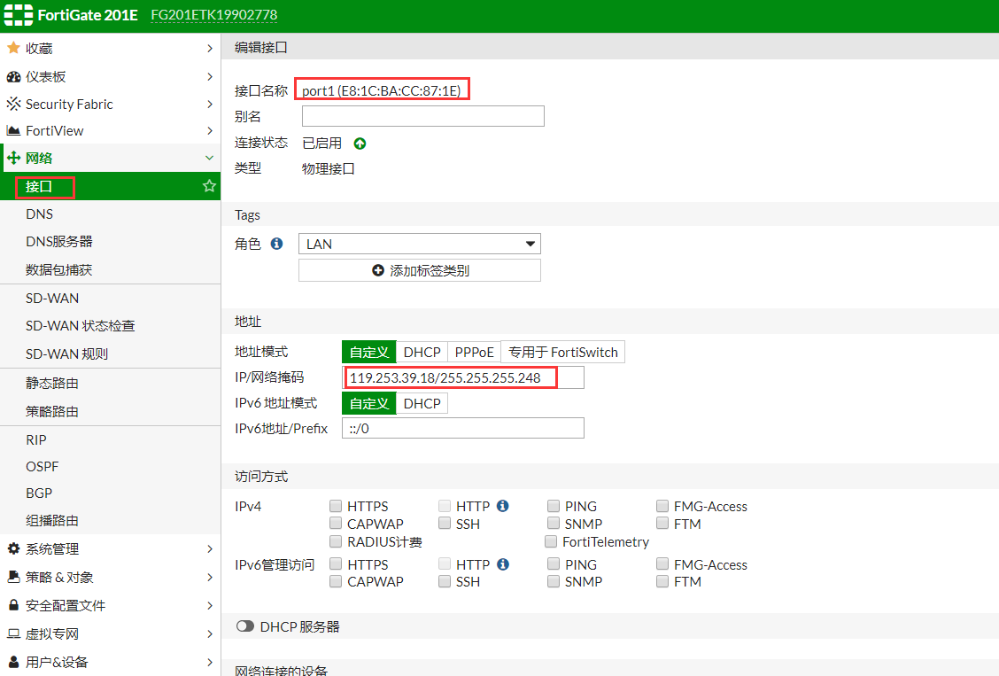 FortiGate 201E FG201ETK19902778
收藏
仪表板
Security Fabric
FortiView
网络
接口
DNS
DNS服务器
数据包捕获
SD-WAN
SD-WAN 状态检查
SD-WAN 规则
静态路由
策略路由
RIP
OSPF
BGP
组播路由
系统管理
策略 & 对象
安全配置文件
虚拟专网
用户&设备
编辑接口
接口名称 port1 (E8:1C:BA:CC:87:1E)
别名
连接状态 已启用
类型 物理接口
Tags
角色 LAN
添加标签类别
地址
地址模式 自定义 DHCP PPPoE 专用于 FortiSwitch
IP/网络掩码 119.253.39.18/255.255.255.248
IPv6 地址模式 自定义 DHCP
IPv6地址/Prefix ::/0
访问方式
IPv4 HTTPS HTTP PING FMG-Access
CAPWAP SSH SNMP FTM
RADIUS计费 FortiTelemetry
IPv6管理访问 HTTPS HTTP PING FMG-Access
CAPWAP SSH SNMP FTM
DHCP 服务器
网络连接的设备